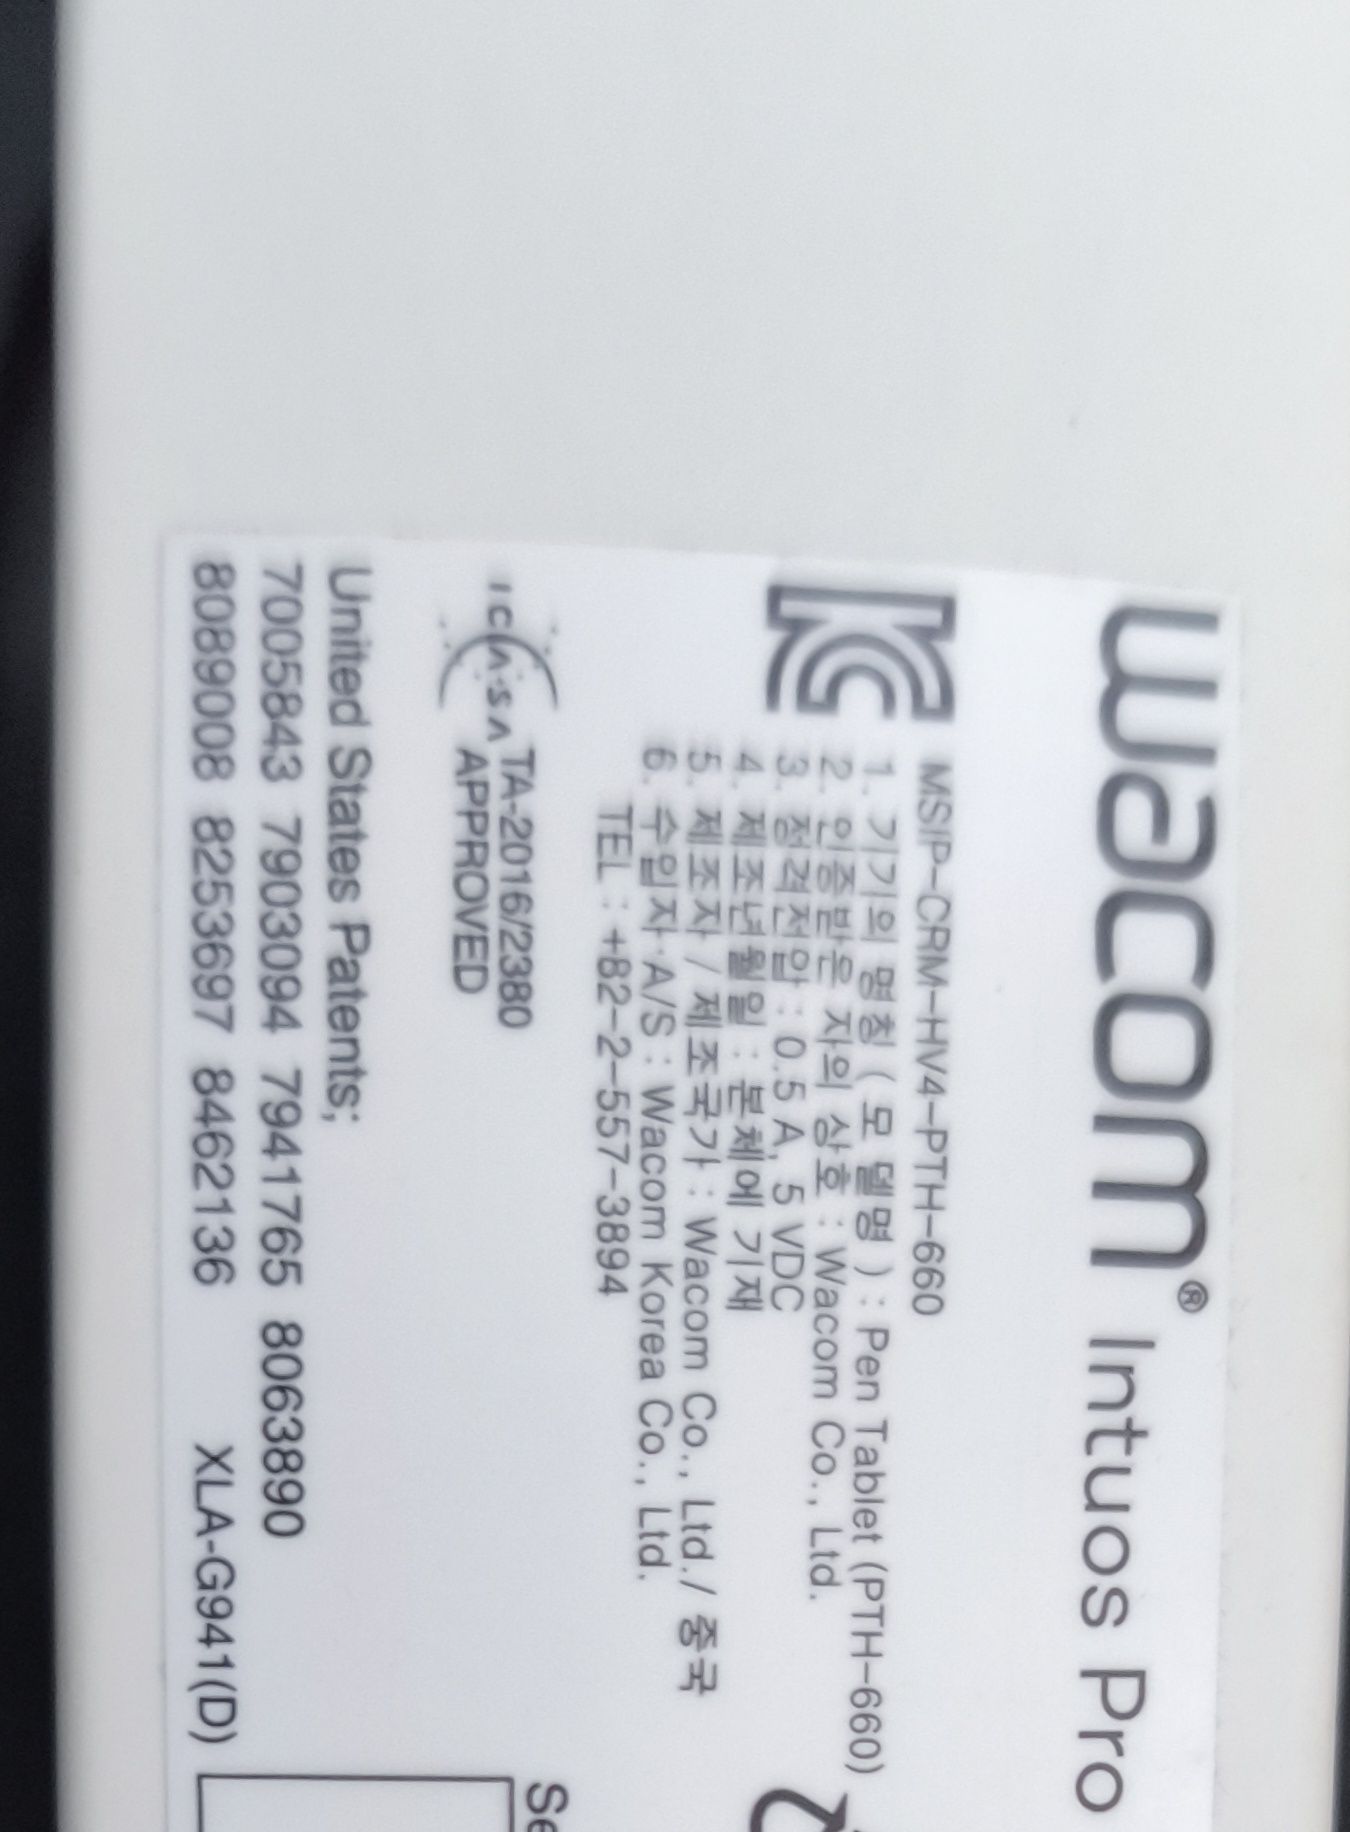 wacom® Intuos Pro
MSIP-CRM-HV4-PTH-660
1. 기기의 명칭 ( 모 델명 ) : Pen Tablet (PTH-660)
2. 인증받은 자의 상호 : Wacom Co., Ltd.
3. 정격전압 : 0.5 A, 5 VDC
4. 제조년월일 : 본체에 기재
5. 제조자 / 제조국가 : Wacom Co., Ltd./ 중국
6. 수입자·A/S : Wacom Korea Co., Ltd.
TEL : +82-2-557-3894
ICASA TA-2016/2380
APPROVED
United States Patents;
7005843 7903094 7941765 8063890
8089008 8253697 8462136 XLA-G941(D)
Se